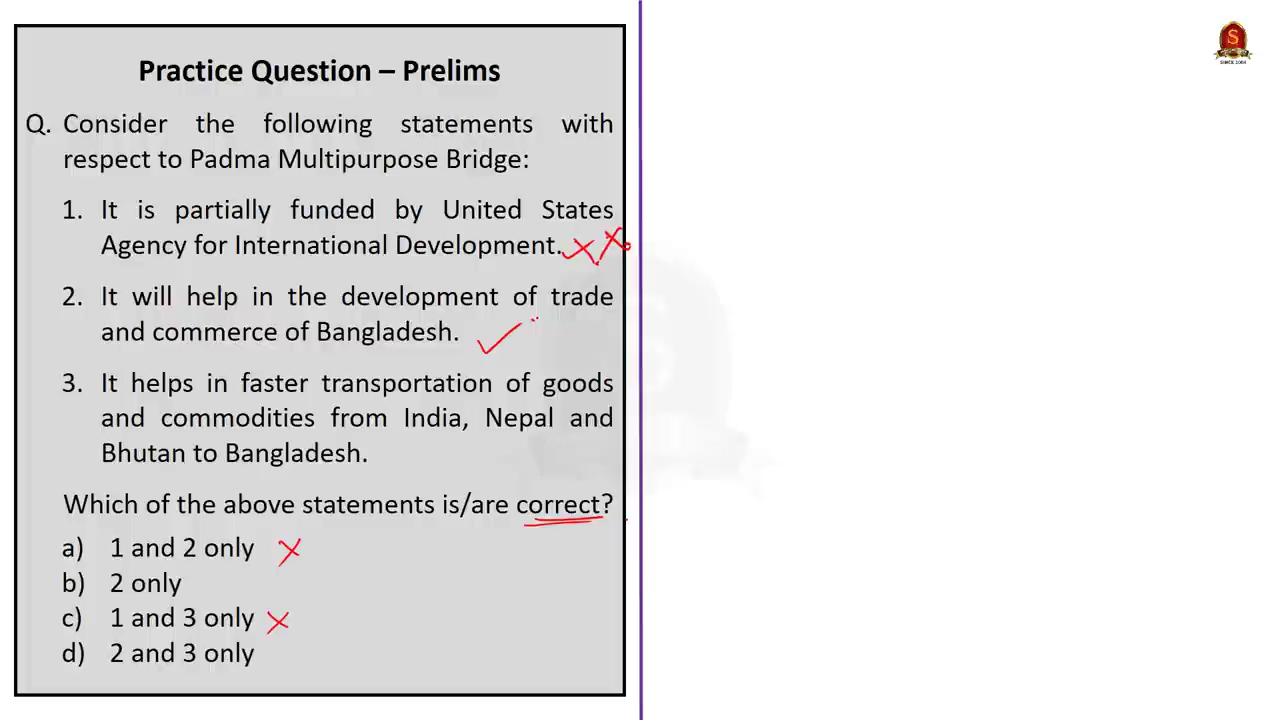 Practice Question – Prelims
Q. Consider the following statements with
respect to Padma Multipurpose Bridge:
1. It is partially funded by United States
Agency for International Development.
2. It will help in the development of trade
and commerce of Bangladesh.
3. It helps in faster transportation of goods
and commodities from India, Nepal and
Bhutan to Bangladesh.
Which of the above statements is/are correct?
a) 1 and 2 only
b) 2 only
c) 1 and 3 only
d) 2 and 3 only
S
SINCE 2004